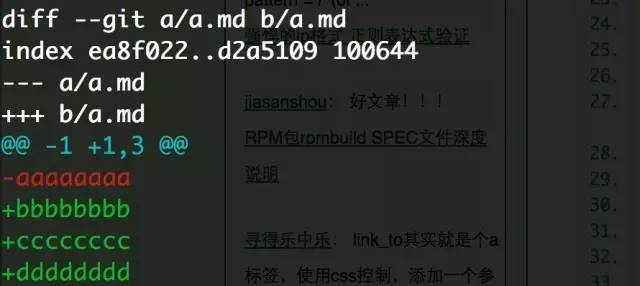 diff --git a/a.md b/a.md
index ea8f022..d2a5109 100644
--- a/a.md
+++ b/a.md
@@ -1 +1,3 @@
-aaaaaaaa
+bbbbbbbb
+cccccccc
+dddddddd
强悍的ip格式 正则表达式验证
jiasanshou： 好文章！！！
RPM包rpmbuild SPEC文件深度
说明
寻得乐中乐： link_to其实就是个a
标签，使用css控制，添加一个参
24.
25.
26.
27.
28.
29.
30.
31.
32.
33.